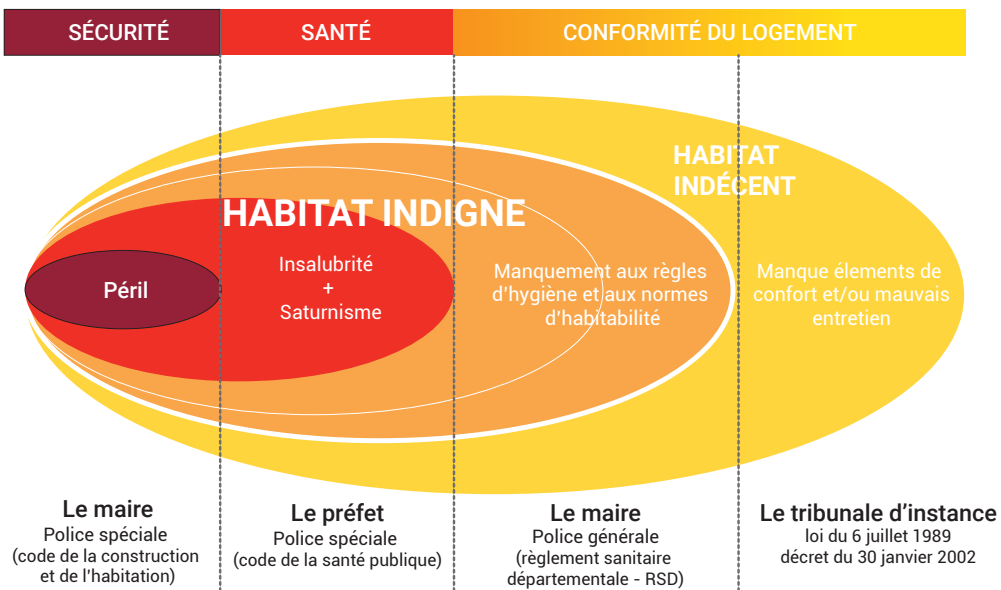 SÉCURITÉ
SANTÉ
CONFORMITÉ DU LOGEMENT
HABITAT
INDÉCENT
HABITAT INDIGNE
Péril
Insalubrité
+
Saturnisme
Manquement aux règles
d'hygiène et aux normes
d'habitabilité
Manque élements de
confort et/ou mauvais
entretien
Le maire
Police spéciale
(code de la construction
et de l'habitation)
Le préfet
Police spéciale
(code de la santé publique)
Le maire
Police générale
(règlement sanitaire
départementale - RSD)
Le tribunale d'instance
loi du 6 juillet 1989
décret du 30 janvier 2002